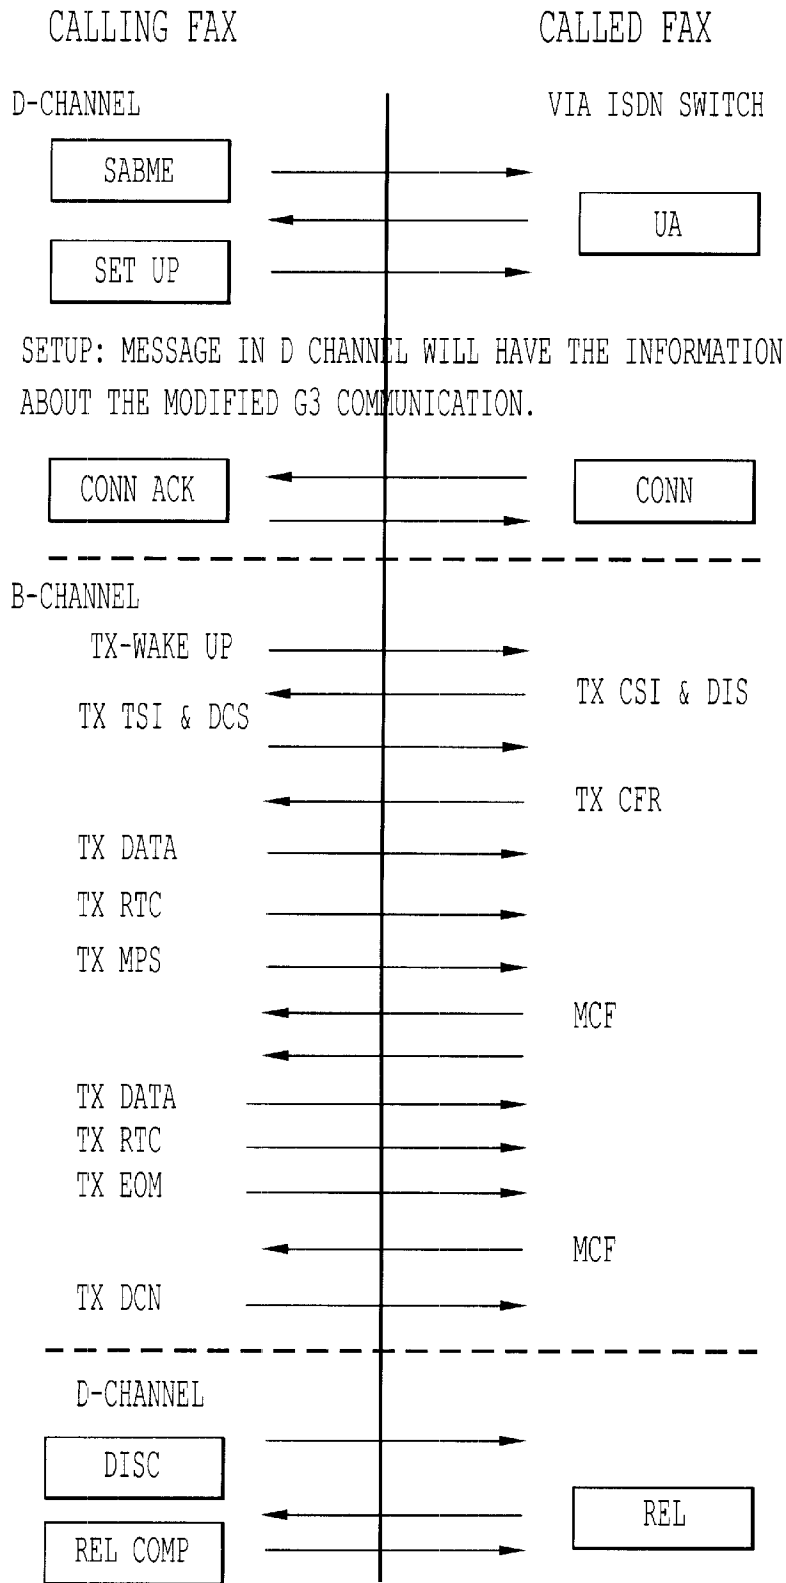 CALLING FAX
CALLED FAX
D-CHANNEL
VIA ISDN SWITCH
SABME
UA
SET UP
SETUP: MESSAGE IN D CHANNEL WILL HAVE THE INFORMATION
ABOUT THE MODIFIED G3 COMMUNICATION.
CONN ACK
CONN
B-CHANNEL
TX-WAKE UP
TX CSI & DIS
TX TSI & DCS
TX CFR
TX DATA
TX RTC
TX MPS
MCF
TX DATA
TX RTC
TX EOM
MCF
TX DCN
D-CHANNEL
DISC
REL
REL COMP